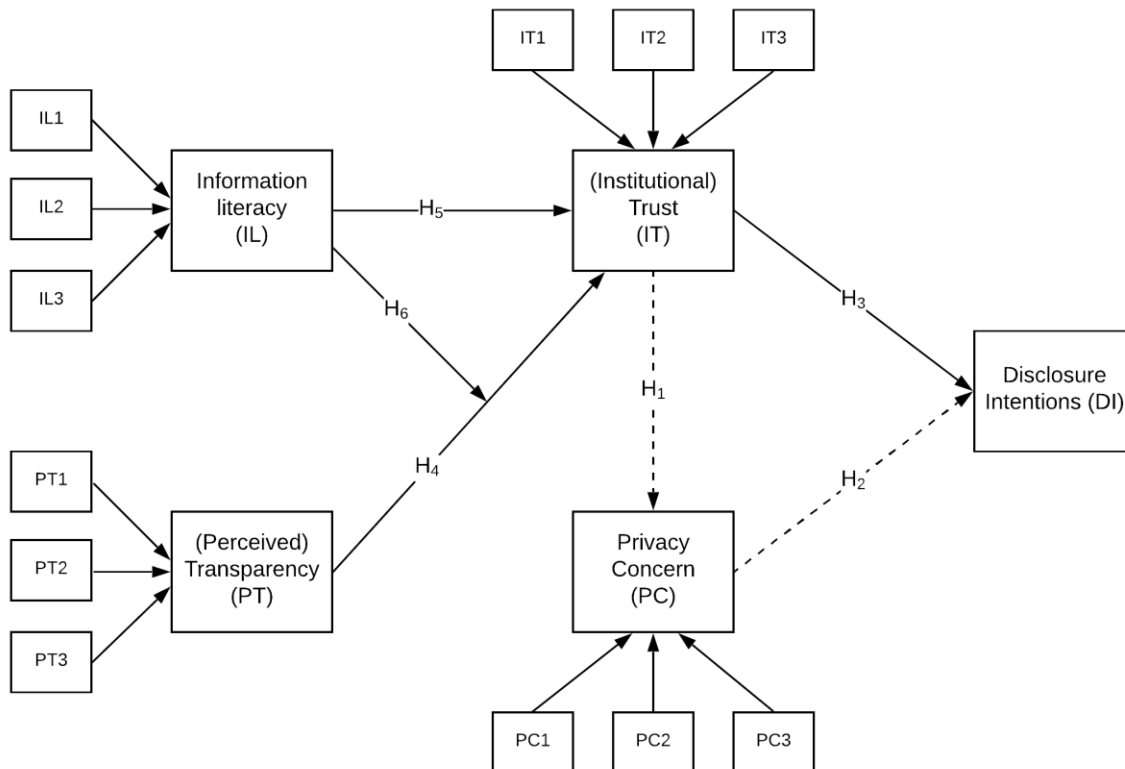 IT1
IT2
IT3
IL1
IL2
IL3
Information
literacy
(IL)
H₅
(Institutional)
Trust
(IT)
H₆
H₃
H₁
Disclosure
Intentions (DI)
PT1
PT2
PT3
(Perceived)
Transparency
(PT)
H₄
H₂
Privacy
Concern
(PC)
PC1
PC2
PC3